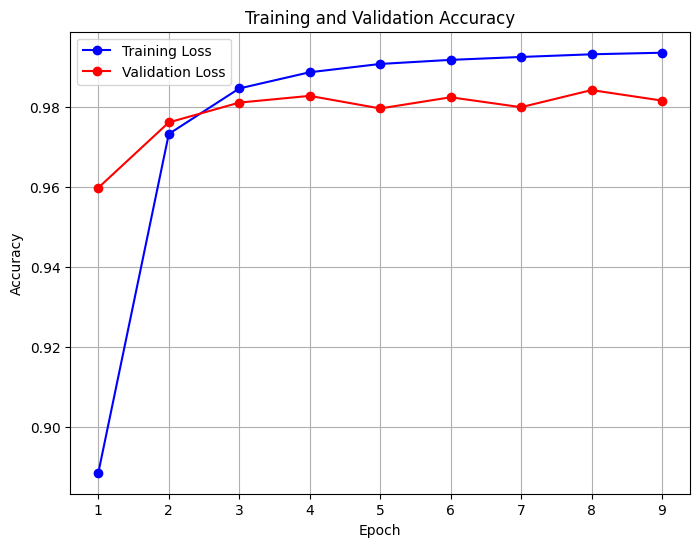 Training and Validation Accuracy
Training Loss
Validation Loss
Accuracy
0.98
0.96
0.94
0.92
0.90
1 2 3 4 5 6 7 8 9
Epoch